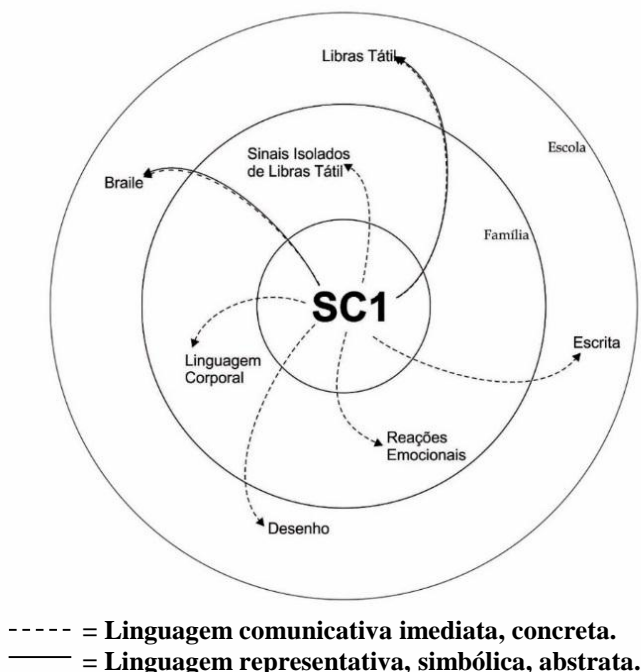 Libras Tátil
Escola
Sinais Isolados
de Libras Tátil
Braile
Família
SC1
Escrita
Linguagem
Corporal
Reações
Emocionais
Desenho
= Linguagem comunicativa imediata, concreta.
= Linguagem representativa, simbólica, abstrata.